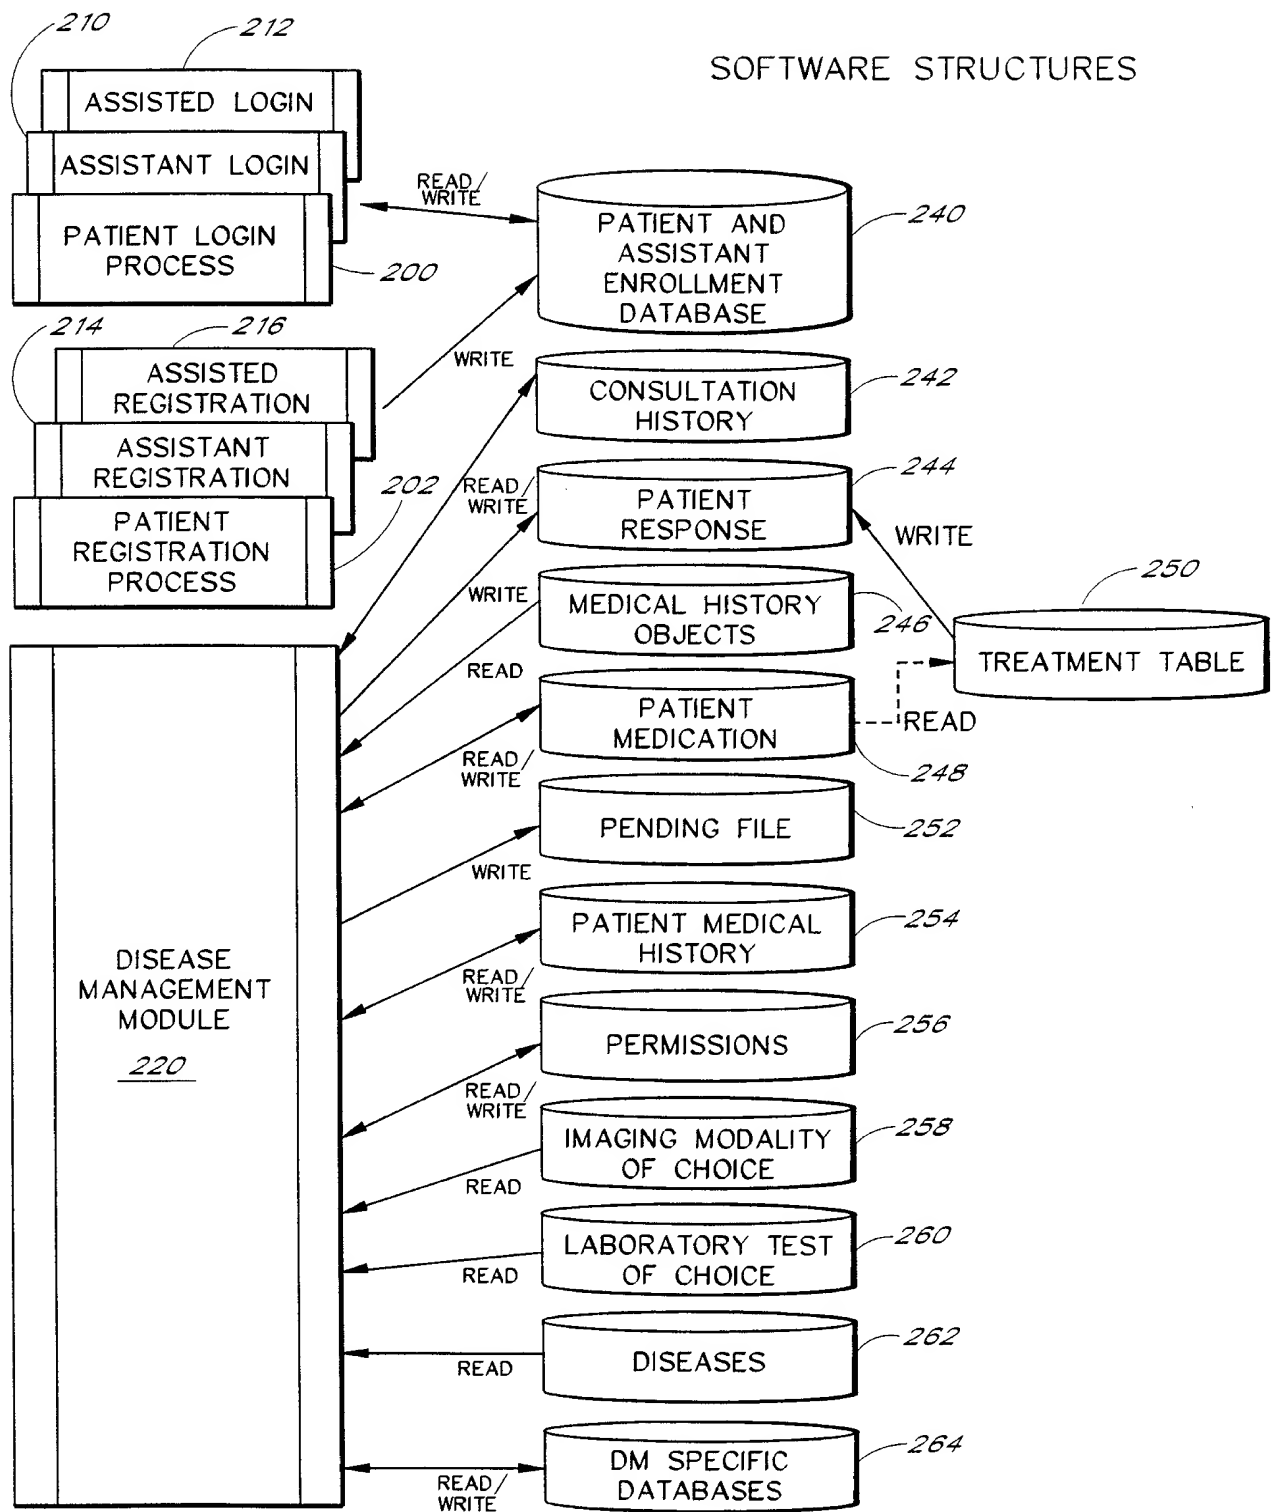 SOFTWARE STRUCTURES
210
212
ASSISTED LOGIN
ASSISTANT LOGIN
PATIENT LOGIN
PROCESS
200
READ/
WRITE
PATIENT AND
ASSISTANT
ENROLLMENT
DATABASE
240
214
216
ASSISTED
REGISTRATION
ASSISTANT
REGISTRATION
PATIENT
REGISTRATION
PROCESS
202
WRITE
CONSULTATION
HISTORY
242
READ/
WRITE
PATIENT
RESPONSE
244
WRITE
WRITE
MEDICAL HISTORY
OBJECTS
246
250
TREATMENT TABLE
READ
PATIENT
MEDICATION
248
READ
READ/
WRITE
PENDING FILE
252
WRITE
PATIENT MEDICAL
HISTORY
254
DISEASE
MANAGEMENT
MODULE
220
READ/
WRITE
PERMISSIONS
256
READ/
WRITE
IMAGING MODALITY
OF CHOICE
258
READ
LABORATORY TEST
OF CHOICE
260
READ
DISEASES
262
READ
DM SPECIFIC
DATABASES
264
READ/
WRITE